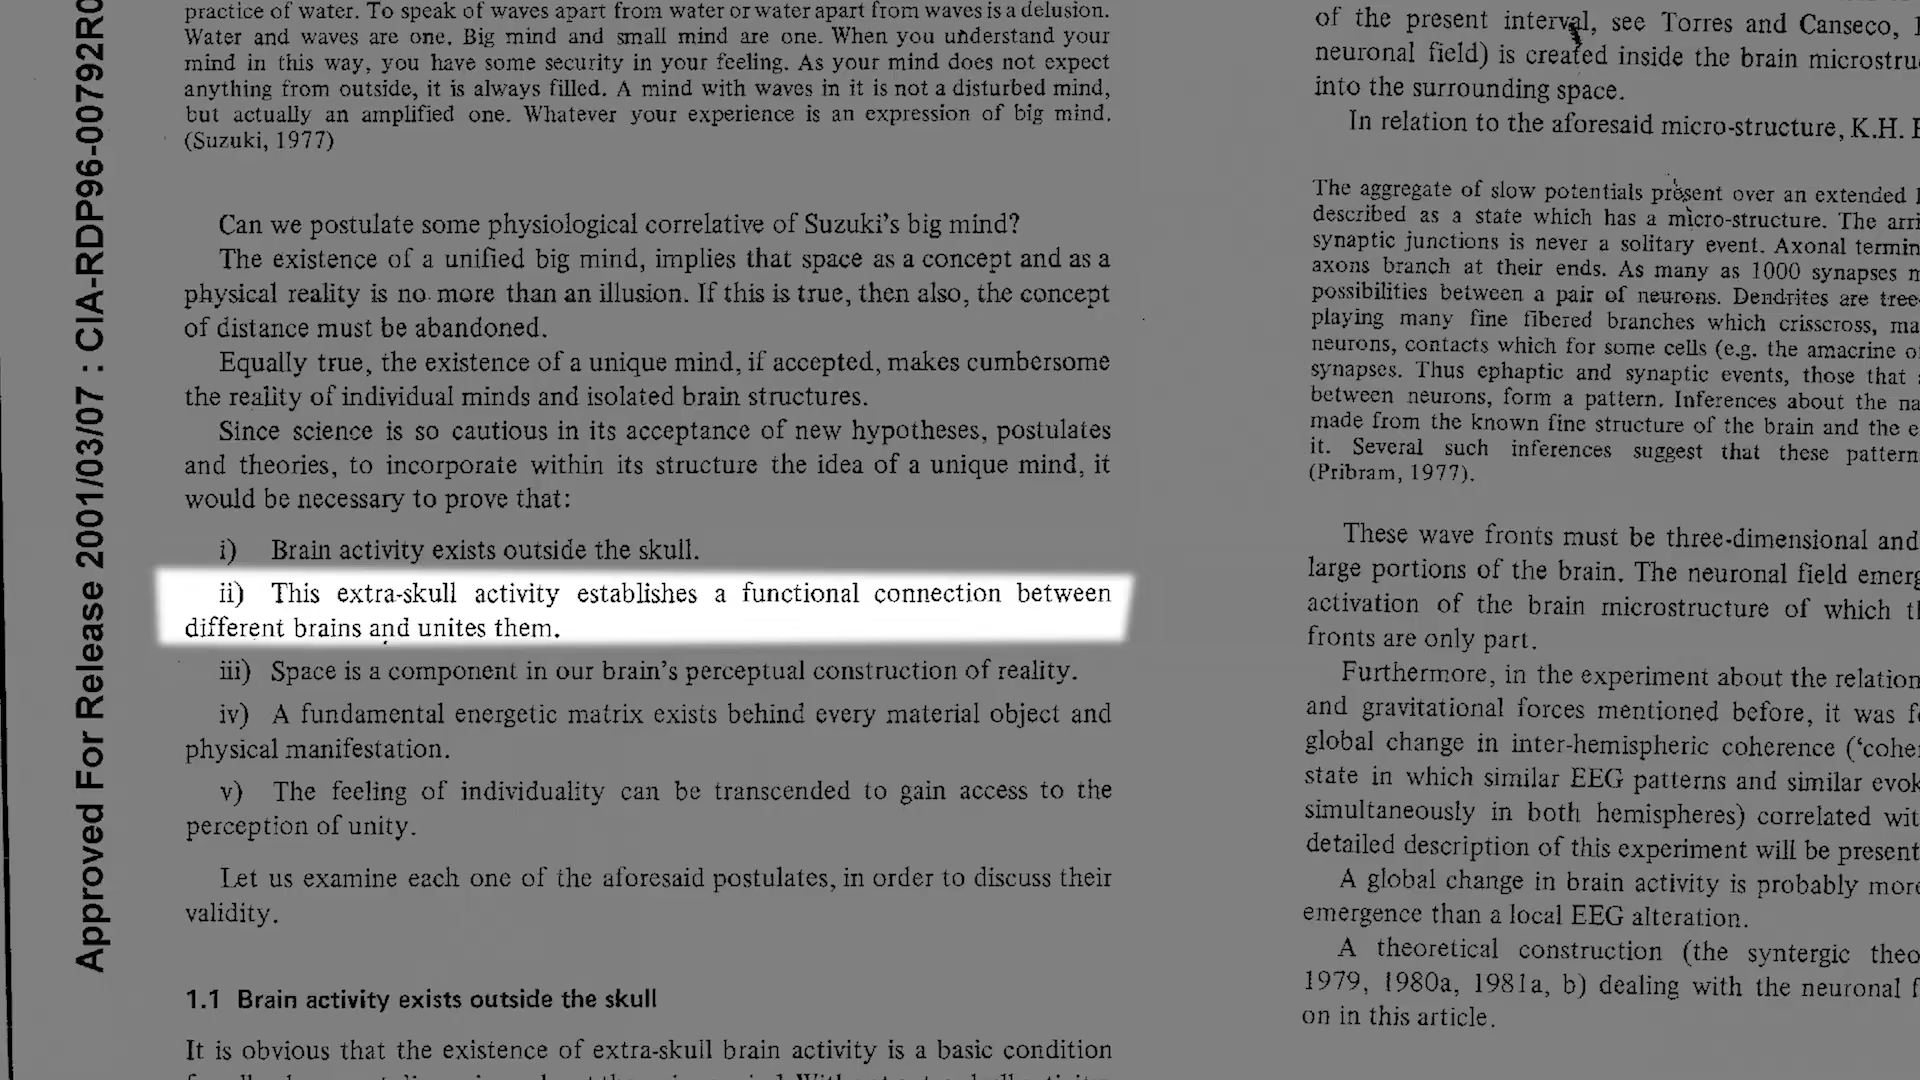 Approved For Release 2001/03/07 : CIA-RDP96-00792R0
practice of water. To speak of waves apart from water or water apart from waves is a delusion.
Water and waves are one. Big mind and small mind are one. When you understand your
mind in this way, you have some security in your feeling. As your mind does not expect
anything from outside, it is always filled. A mind with waves in it is not a disturbed mind,
but actually an amplified one. Whatever your experience is an expression of big mind.
(Suzuki, 1977)
Can we postulate some physiological correlative of Suzuki's big mind?
The existence of a unified big mind, implies that space as a concept and as a
physical reality is no more than an illusion. If this is true, then also, the concept
of distance must be abandoned.
Equally true, the existence of a unique mind, if accepted, makes cumbersome
the reality of individual minds and isolated brain structures.
Since science is so cautious in its acceptance of new hypotheses, postulates
and theories, to incorporate within its structure the idea of a unique mind, it
would be necessary to prove that:
i) Brain activity exists outside the skull.
ii) This extra-skull activity establishes a functional connection between
different brains and unites them.
iii) Space is a component in our brain's perceptual construction of reality.
iv) A fundamental energetic matrix exists behind every material object and
physical manifestation.
v) The feeling of individuality can be transcended to gain access to the
perception of unity.
Let us examine each one of the aforesaid postulates, in order to discuss their
validity.
1.1 Brain activity exists outside the skull
It is obvious that the existence of extra-skull brain activity is a basic condition
of the present interval, see Torres and Canseco,
neuronal field) is created inside the brain microstru
into the surrounding space.
In relation to the aforesaid micro-structure, K.H.
The aggregate of slow potentials present over an extended
described as a state which has a micro-structure. The arri
synaptic junctions is never a solitary event. Axonal termin
axons branch at their ends. As many as 1000 synapses m
possibilities between a pair of neurons. Dendrites are tree-
playing many fine fibered branches which crisscross, ma
neurons, contacts which for some cells (e.g. the amacrine o
synapses. Thus ephaptic and synaptic events, those that
between neurons, form a pattern. Inferences about the na
made from the known fine structure of the brain and the e
it. Several such inferences suggest that these pattern
(Pribram, 1977).
These wave fronts must be three-dimensional and
large portions of the brain. The neuronal field emerg
activation of the brain microstructure of which t
fronts are only part.
Furthermore, in the experiment about the relation
and gravitational forces mentioned before, it was f
global change in inter-hemispheric coherence ('cohe
state in which similar EEG patterns and similar evok
simultaneously in both hemispheres) correlated wit
detailed description of this experiment will be present
A global change in brain activity is probably more
emergence than a local EEG alteration.
A theoretical construction (the syntergic theo
1979, 1980a, 1981a, b) dealing with the neuronal f
on in this article.